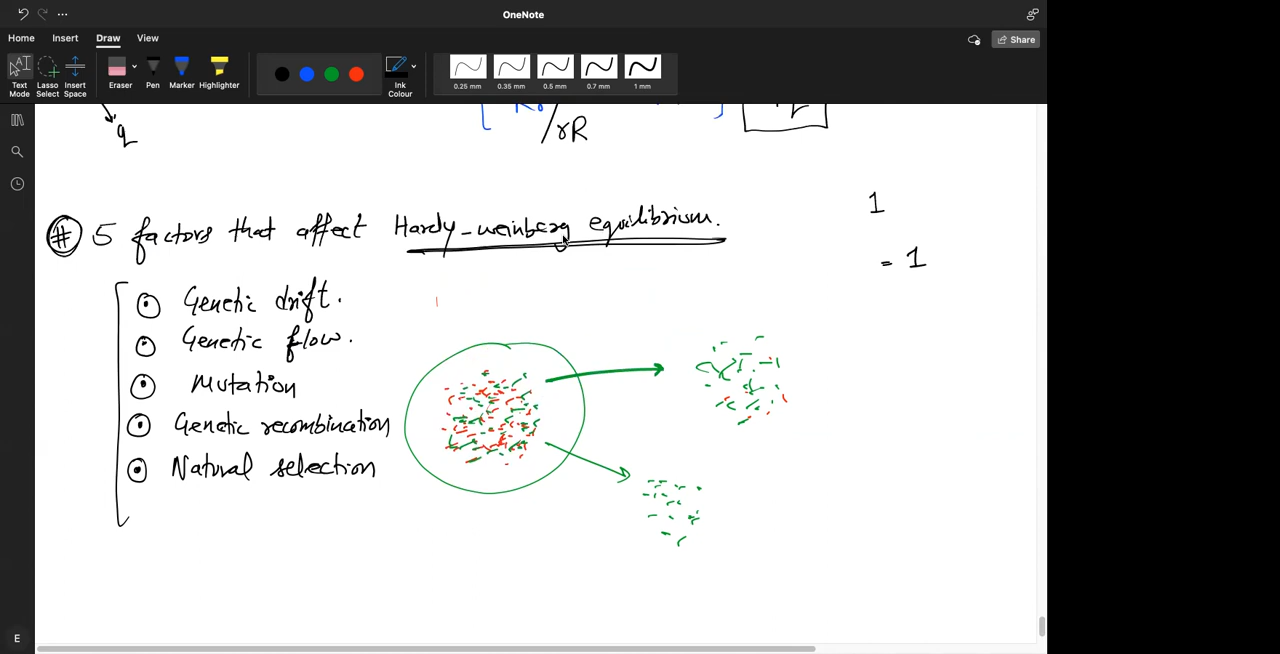 OneNote
Home Insert Draw View
Share
Text Mode
Lasso Select
Insert Space
Eraser
Pen
Marker
Highlighter
Ink Colour
0.25 mm 0.35 mm 0.5 mm 0.7 mm 1 mm
q
/rR
# 5 factors that affect Hardy-weinberg equilibrium.
1
= 1
Genetic drift.
Genetic flow.
Mutation
Genetic recombination
Natural selection
E